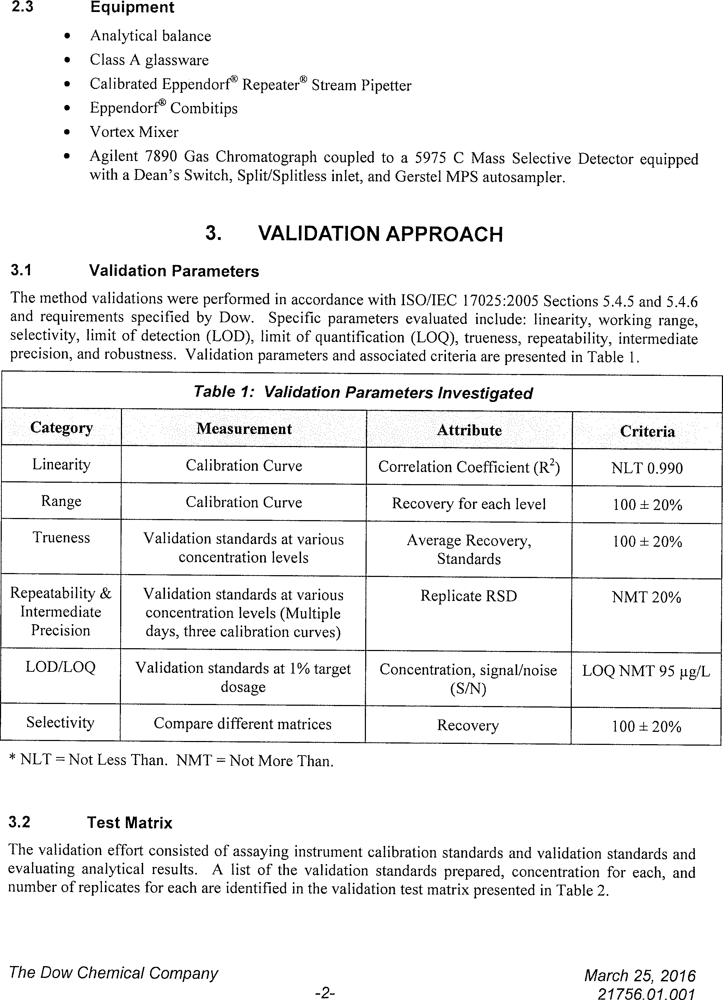 2.3 Equipment
• Analytical balance
• Class A glassware
• Calibrated Eppendorf® Repeater® Stream Pipetter
• Eppendorf® Combitips
• Vortex Mixer
• Agilent 7890 Gas Chromatograph coupled to a 5975 C Mass Selective Detector equipped
with a Dean's Switch, Split/Splitless inlet, and Gerstel MPS autosampler.
3. VALIDATION APPROACH
3.1 Validation Parameters
The method validations were performed in accordance with ISO/IEC 17025:2005 Sections 5.4.5 and 5.4.6
and requirements specified by Dow. Specific parameters evaluated include: linearity, working range,
selectivity, limit of detection (LOD), limit of quantification (LOQ), trueness, repeatability, intermediate
precision, and robustness. Validation parameters and associated criteria are presented in Table 1.
Table 1: Validation Parameters Investigated
Category Measurement Attribute Criteria
Linearity Calibration Curve Correlation Coefficient (R²) NLT 0.990
Range Calibration Curve Recovery for each level 100 ± 20%
Trueness Validation standards at various Average Recovery, 100 ± 20%
concentration levels Standards
Repeatability & Validation standards at various Replicate RSD NMT 20%
Intermediate concentration levels (Multiple
Precision days, three calibration curves)
LOD/LOQ Validation standards at 1% target Concentration, signal/noise LOQ NMT 95 µg/L
dosage (S/N)
Selectivity Compare different matrices Recovery 100 ± 20%
* NLT = Not Less Than. NMT = Not More Than.
3.2 Test Matrix
The validation effort consisted of assaying instrument calibration standards and validation standards and
evaluating analytical results. A list of the validation standards prepared, concentration for each, and
number of replicates for each are identified in the validation test matrix presented in Table 2.
The Dow Chemical Company March 25, 2016
-2- 21756.01.001